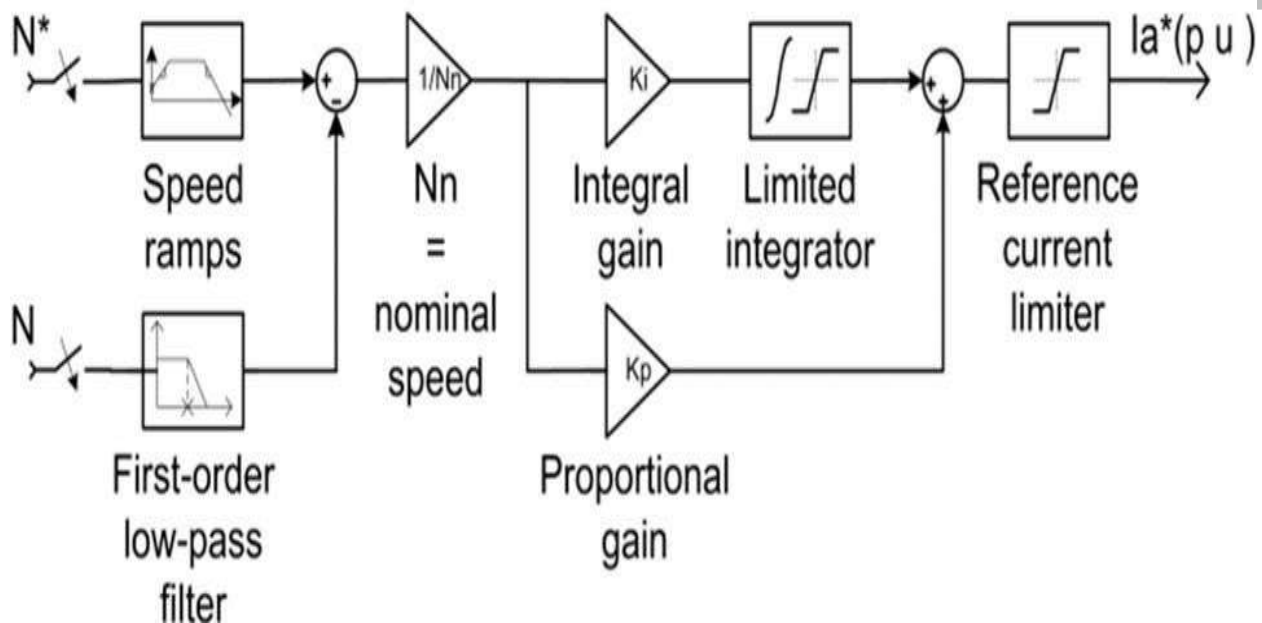 N*
Ia*(p u )
1/Nn
Ki
Speed
ramps
Nn
=
nominal
speed
Integral
gain
Limited
integrator
Reference
current
limiter
N
Kp
First-order
low-pass
filter
Proportional
gain